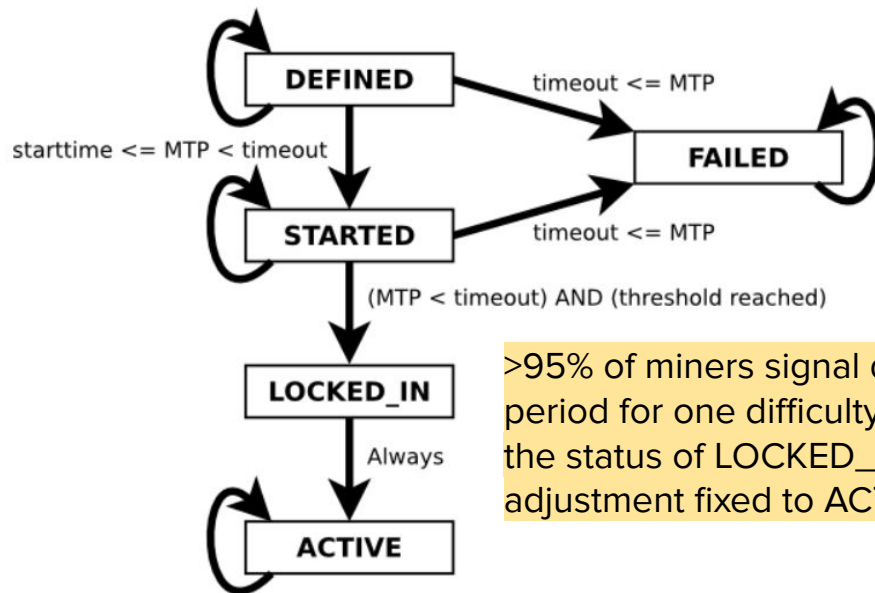 DEFINED
timeout <= MTP
FAILED
starttime <= MTP < timeout
STARTED
timeout <= MTP
(MTP < timeout) AND (threshold reached)
LOCKED_IN
>95% of miners signal
period for one difficulty
the status of LOCKED_
adjustment fixed to
Always
ACTIVE